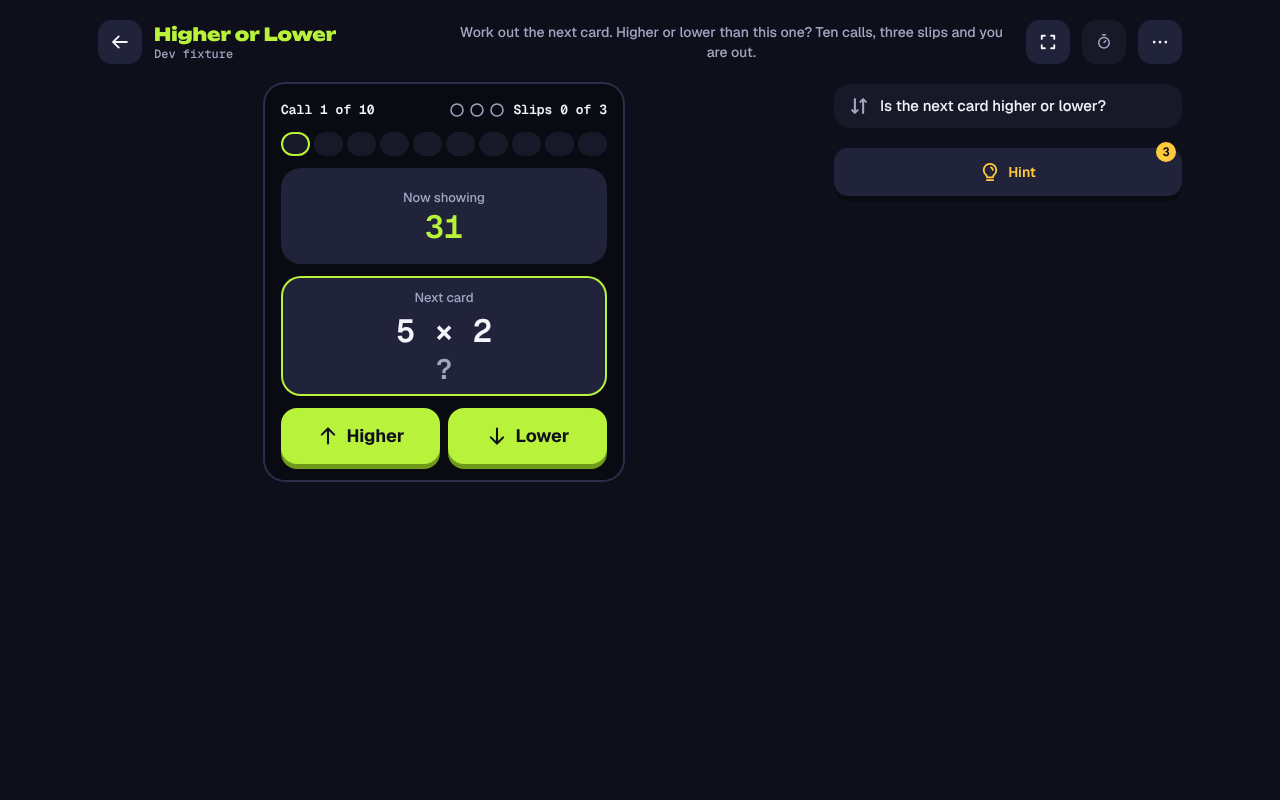 Higher or Lower
Dev fixture
Work out the next card. Higher or lower than this one? Ten calls, three slips and you
are out.
Call 1 of 10
Slips 0 of 3
Now showing
31
Next card
5 × 2
?
Higher
Lower
Is the next card higher or lower?
3
Hint